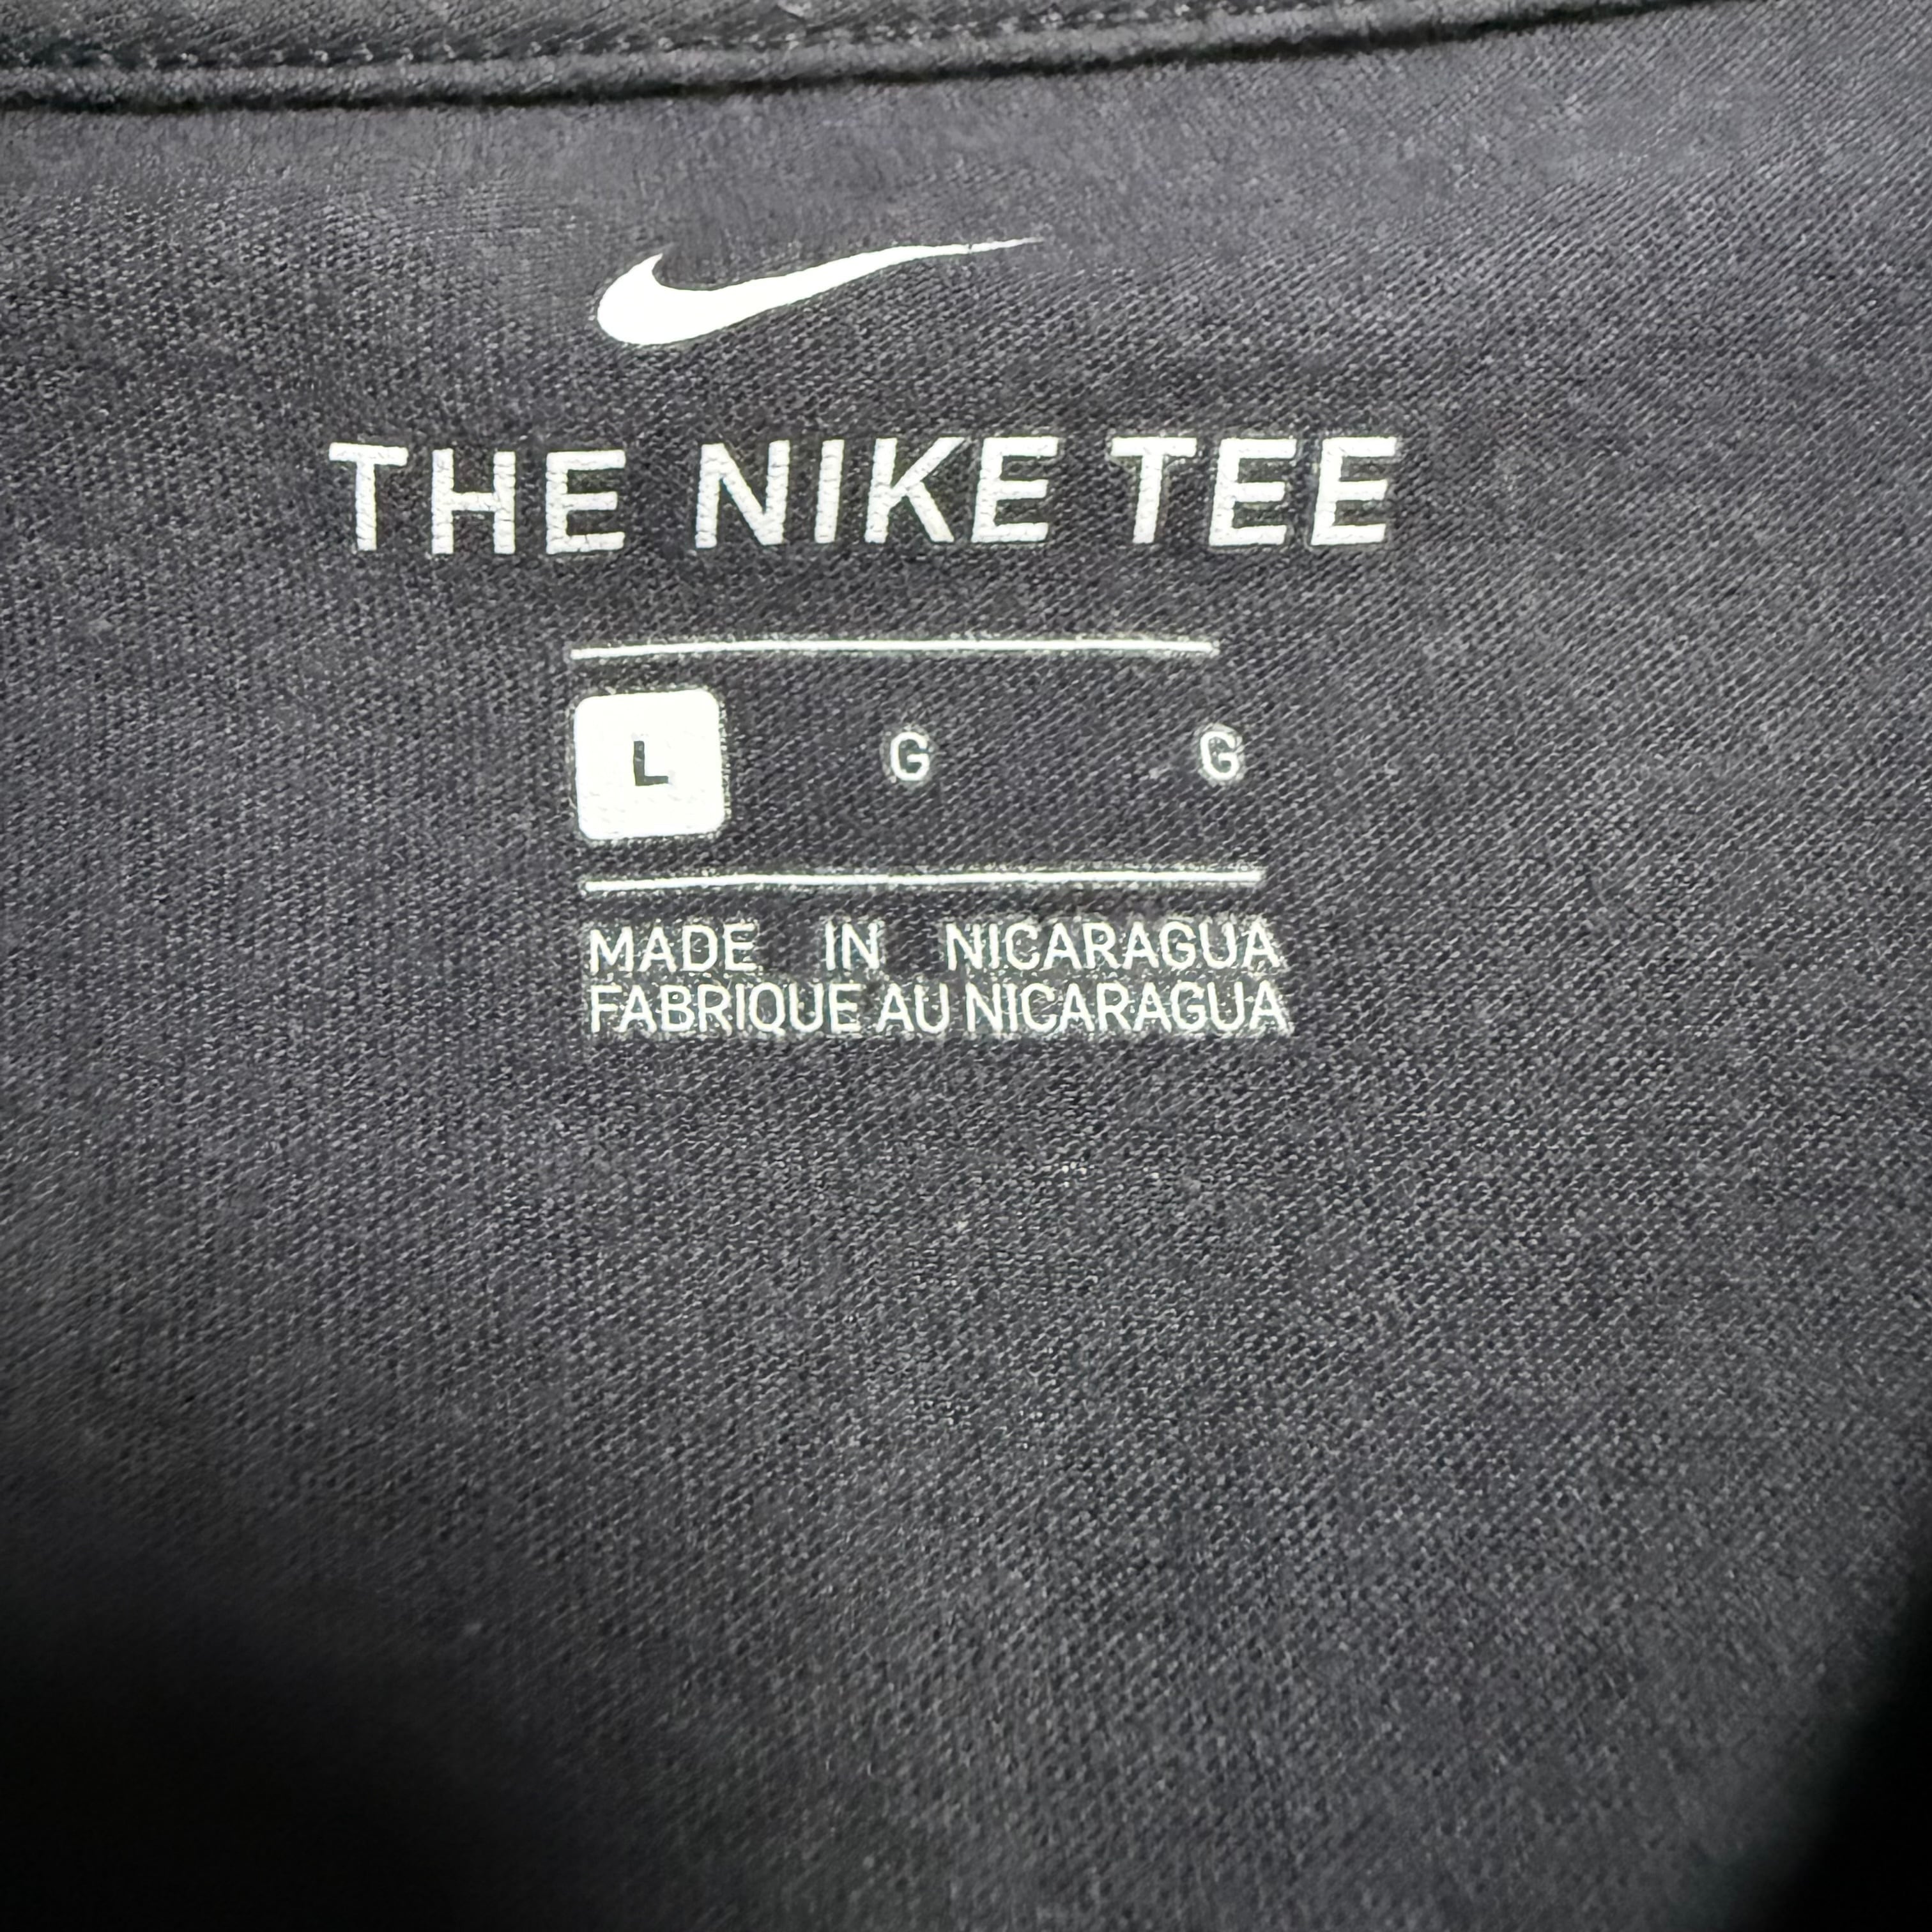 THE NIKE TEE
L G G
MADE IN NICARAGUA
FABRIQUE AU NICARAGUA